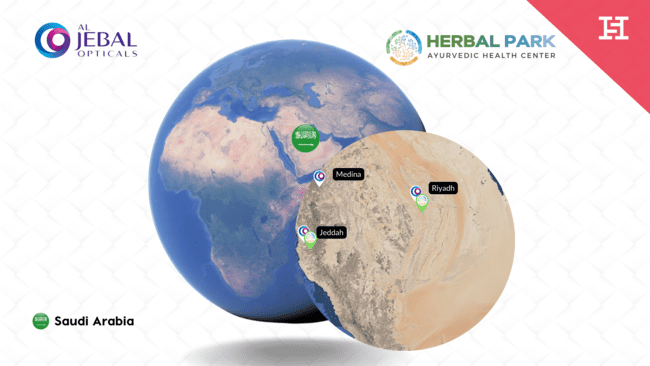 AL
JEBAL
OPTICALS
HERBAL PARK
AYURVEDIC HEALTH CENTER
Medina
Riyadh
Jeddah
Saudi Arabia